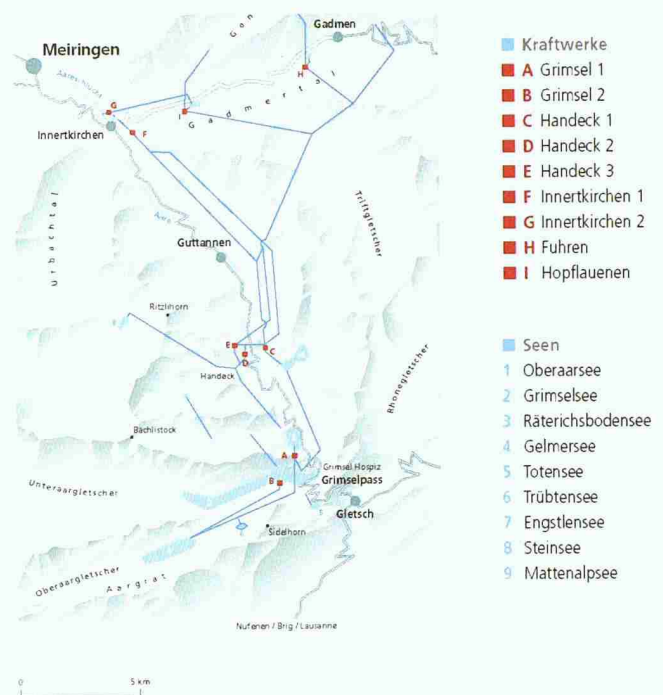 Gadmen
Meiringen
Aareschlucht
H
G
Gadmertal
I
Innertkirchen
F
Aare
Urbachtal
Triftgletscher
Guttannen
Ritzlihorn
E
C
D
Handeck
Rhonegletscher
Bächlistock
A
Grimsel Hospiz
Grimselpass
B
Unteraargletscher
Gletsch
Sidelhorn
Oberaargletscher
Aargrat
Nufenen / Brig / Lausanne
0 5 km
Kraftwerke
A Grimsel 1
B Grimsel 2
C Handeck 1
D Handeck 2
E Handeck 3
F Innertkirchen 1
G Innertkirchen 2
H Fuhren
I Hopflauenen
Seen
1 Oberaarsee
2 Grimselsee
3 Räterichsbodensee
4 Gelmersee
5 Totensee
6 Trübtensee
7 Engstlensee
8 Steinsee
9 Mattenalpsee